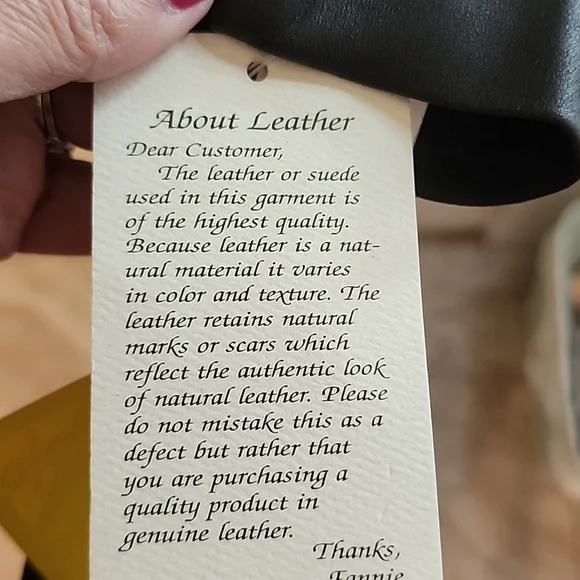 About Leather
Dear Customer,
The leather or suede
used in this garment is
of the highest quality.
Because leather is a nat-
ural material it varies
in color and texture. The
leather retains natural
marks or scars which
reflect the authentic look
of natural leather. Please
do not mistake this as a
defect but rather that
you are purchasing a
quality product in
genuine leather.
Thanks,
Fannie